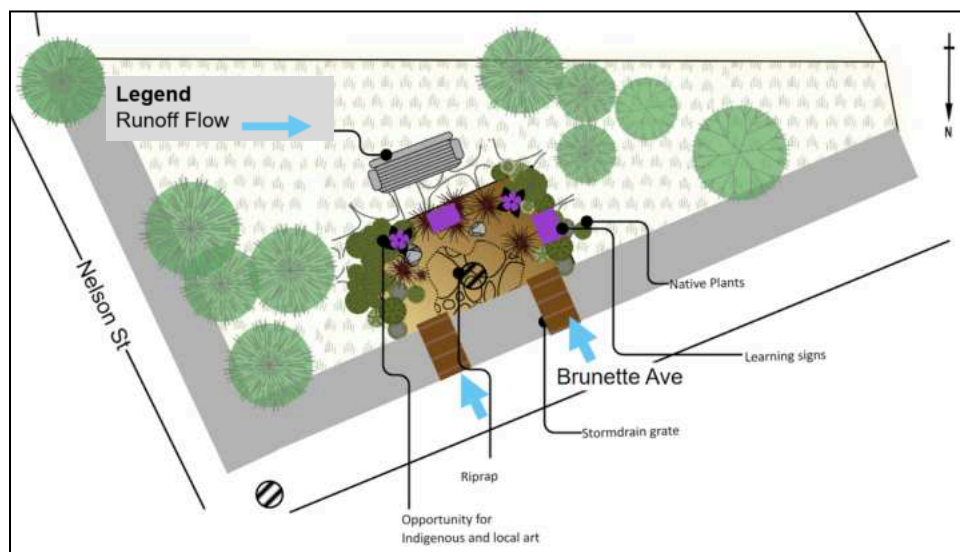 Legend
Runoff Flow
N
Nelson St
Native Plants
Learning signs
Brunette Ave
Stormdrain grate
Riprap
Opportunity for
Indigenous and local art